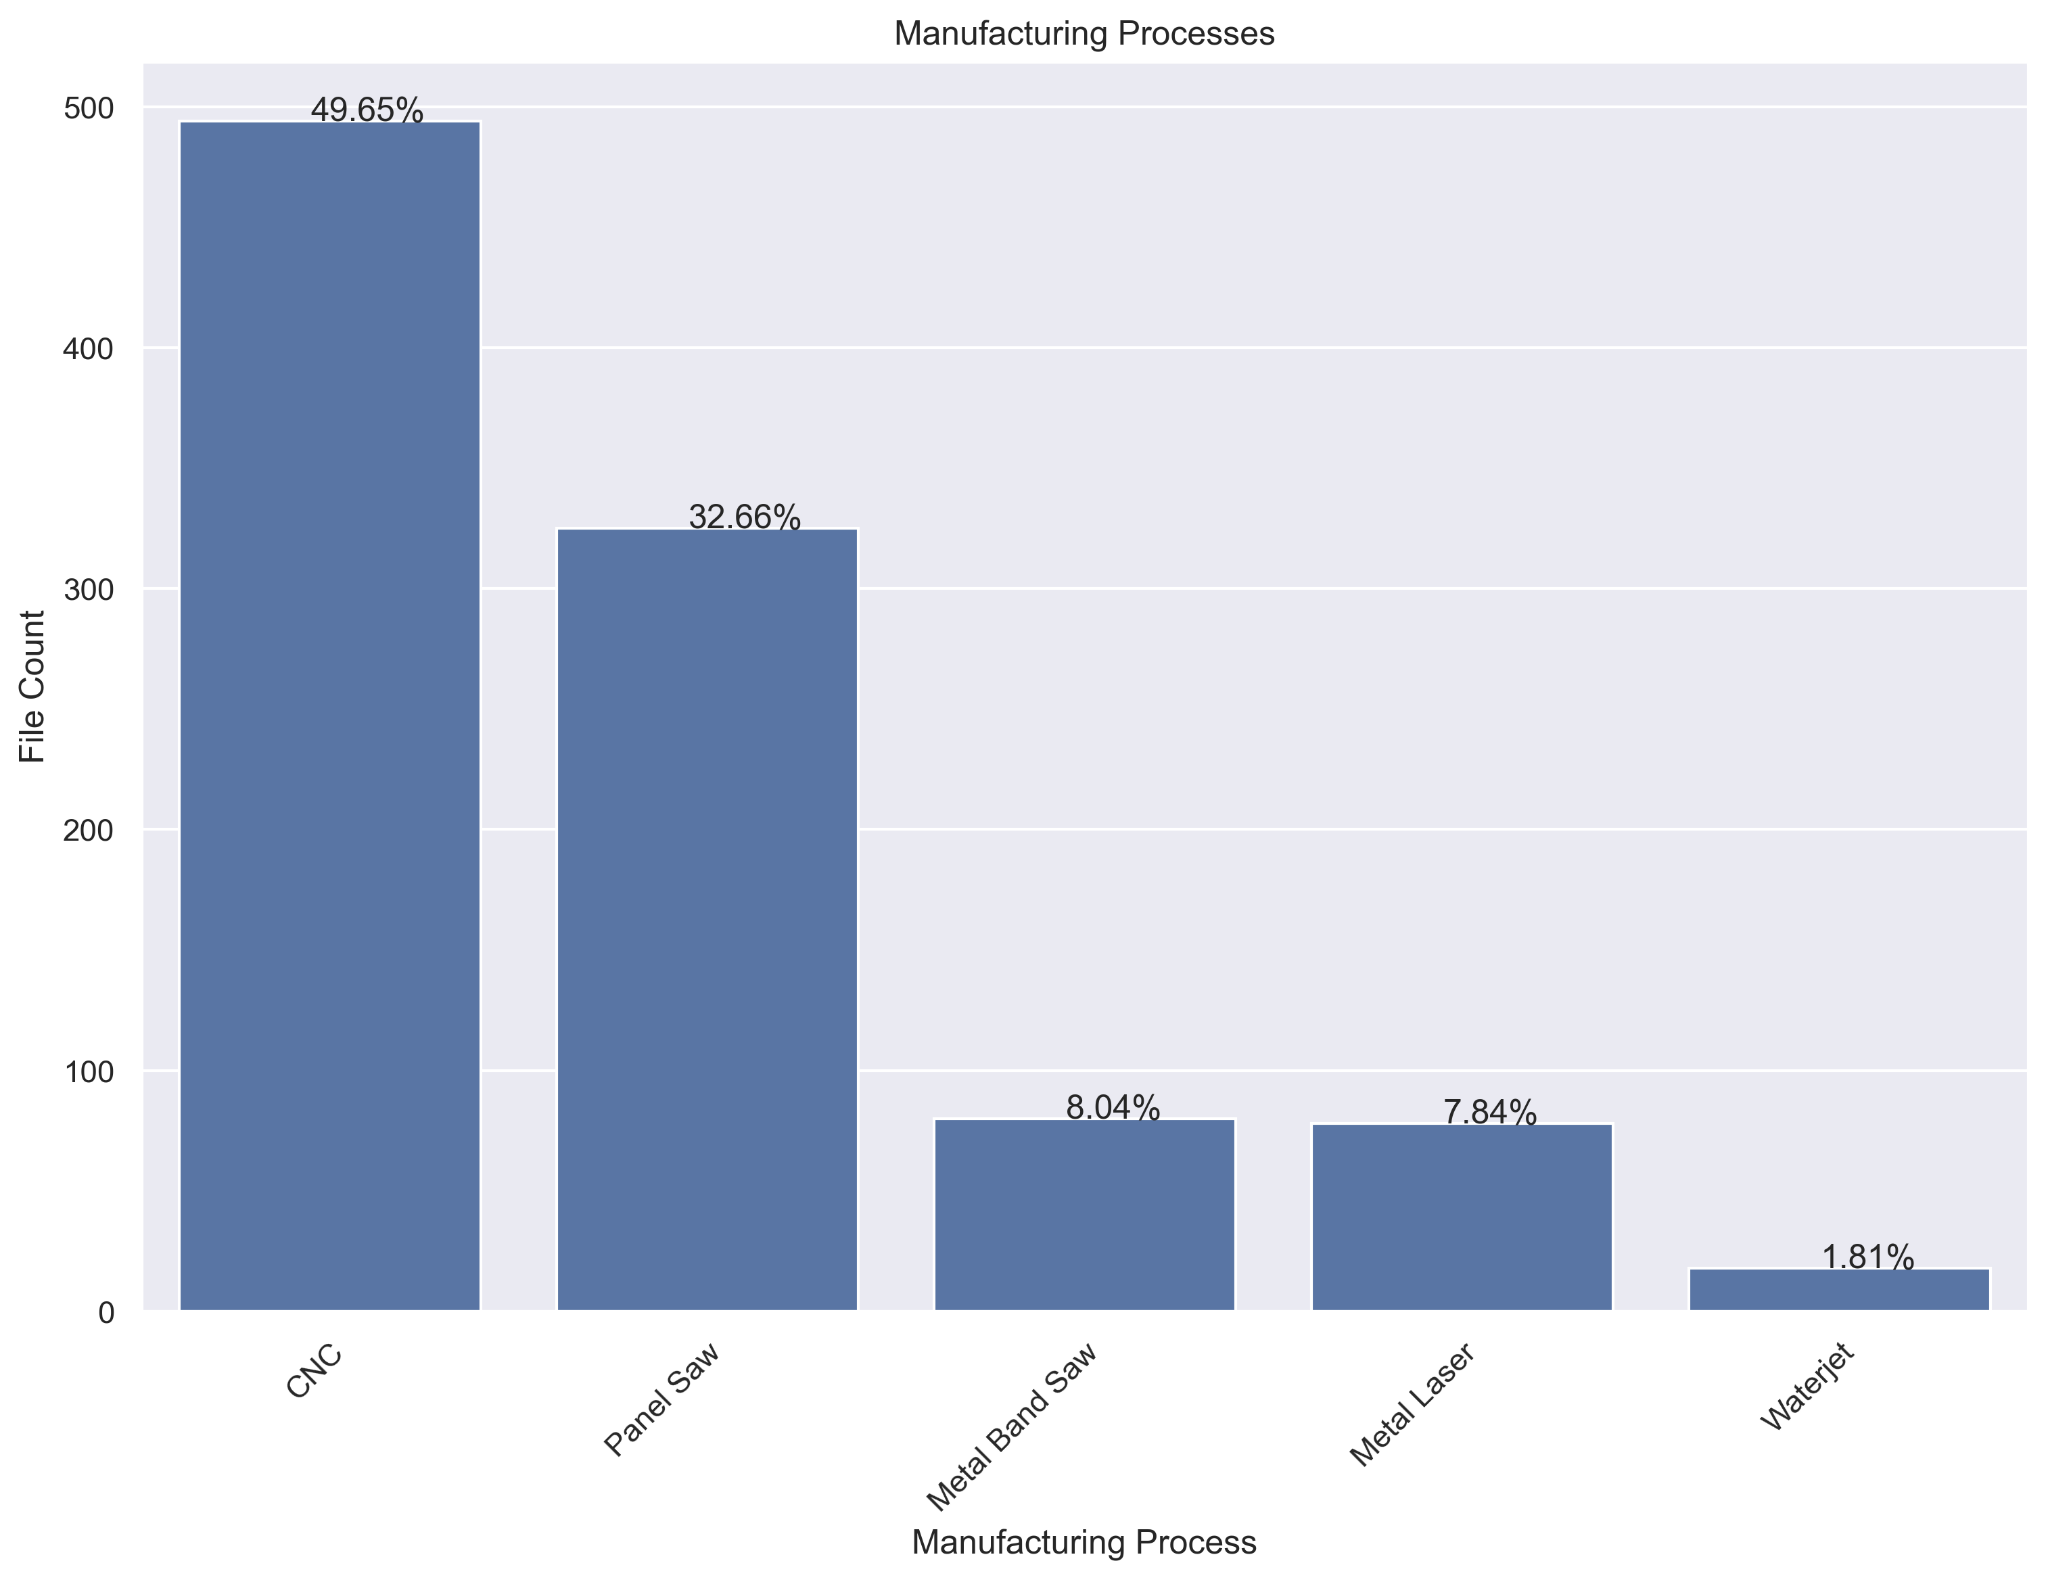 Manufacturing Processes
500
400
300
200
100
0
File Count
49.65%
32.66%
8.04%
7.84%
1.81%
CNC
Panel Saw
Metal Band Saw
Metal Laser
Waterjet
Manufacturing Process